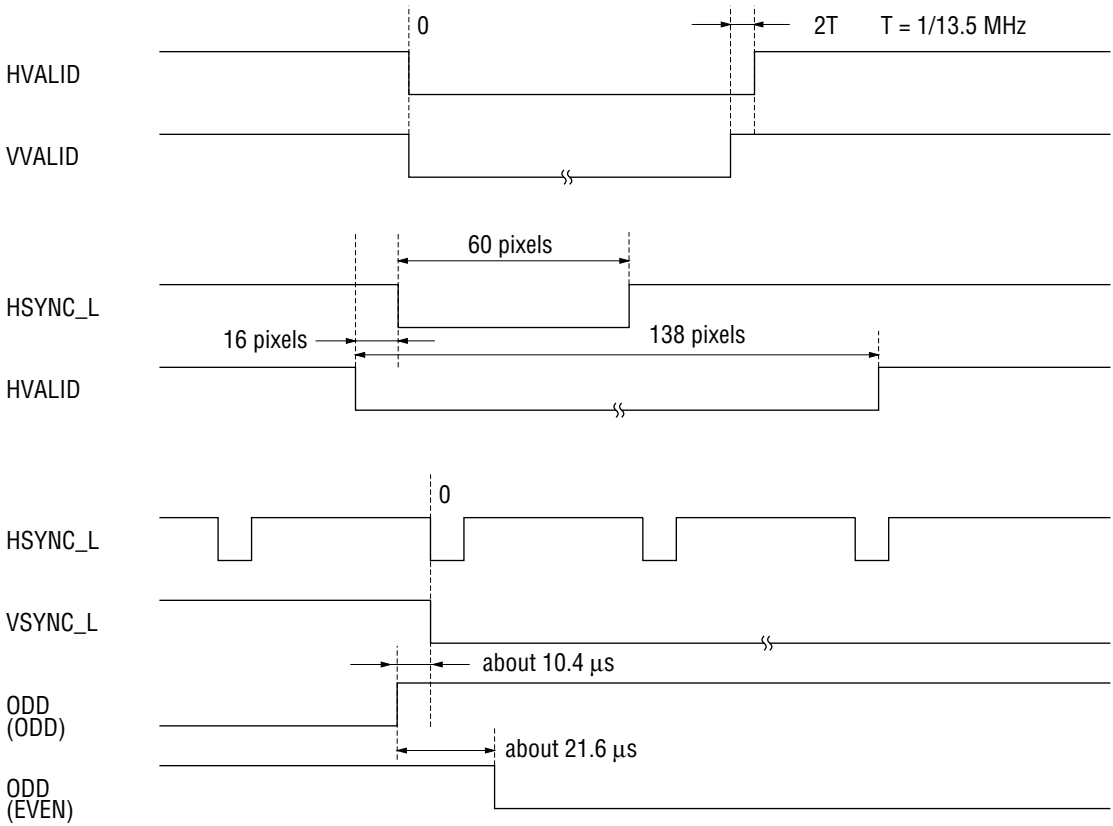 0
2T T = 1/13.5 MHz
HVALID
VVALID
60 pixels
HSYNC_L
16 pixels
138 pixels
HVALID
0
HSYNC_L
VSYNC_L
about 10.4 μs
ODD
(ODD)
about 21.6 μs
ODD
(EVEN)